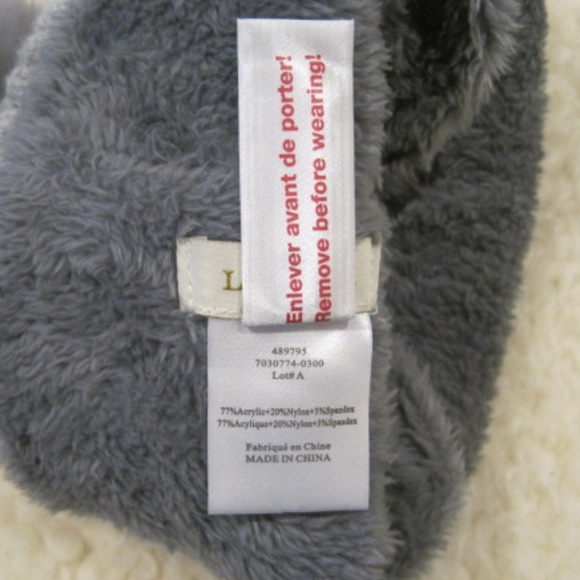 Enlever avant de porter!
Remove before wearing!
489795
7030774-0300
Lot# A
77%Acrylic+20%Nylon+3%Spandex
77%Acylique+20%Nylon+3%Spandex
Fabriqué en Chine
MADE IN CHINA